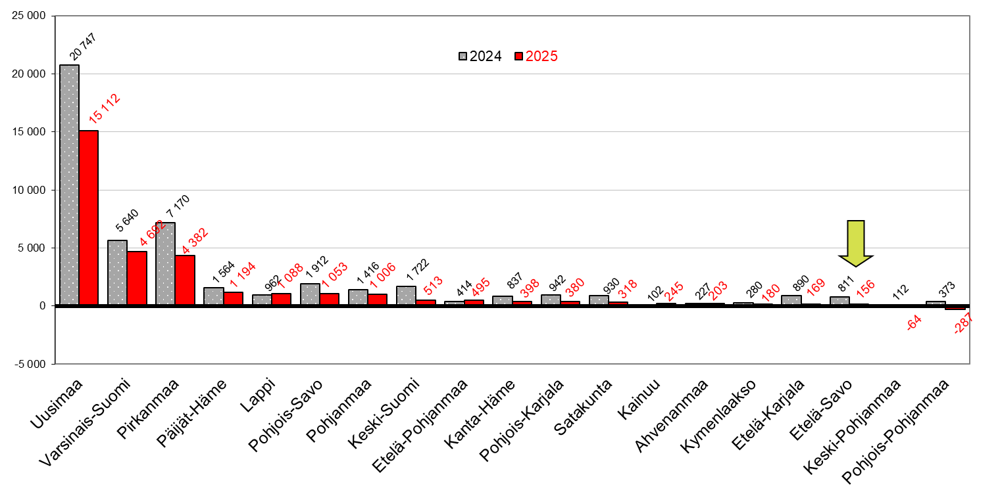 25 000
20 000
15 000
10 000
5 000
0
-5 000
2024 2025
20 747
15 112
5 640
4 692
7 170
4 382
1 564
1 194
962
1 088
1 912
1 053
1 416
1 006
1 722
513
414
495
837
398
942
380
930
318
102
245
227
203
280
180
890
169
811
156
112
-64
373
-287
Uusimaa
Varsinais-Suomi
Pirkanmaa
Päijät-Häme
Lappi
Pohjois-Savo
Pohjanmaa
Keski-Suomi
Etelä-Pohjanmaa
Kanta-Häme
Pohjois-Karjala
Satakunta
Kainuu
Ahvenanmaa
Kymenlaakso
Etelä-Karjala
Etelä-Savo
Keski-Pohjanmaa
Pohjois-Pohjanmaa